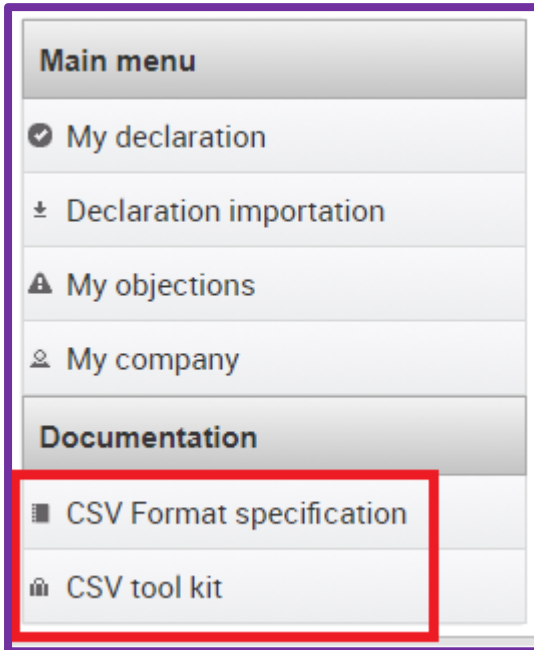 Main menu
My declaration
Declaration importation
My objections
My company
Documentation
CSV Format specification
CSV tool kit